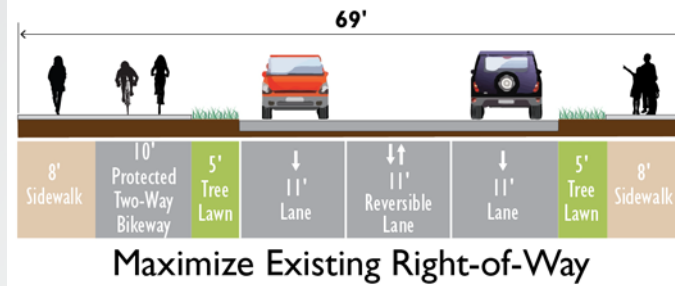 69'
8'
Sidewalk
10'
Protected
Two-Way
Bikeway
5'
Tree
Lawn
↓
11'
Lane
↓↑
11'
Reversible
Lane
↓
11'
Lane
5'
Tree
Lawn
8'
Sidewalk
Maximize Existing Right-of-Way